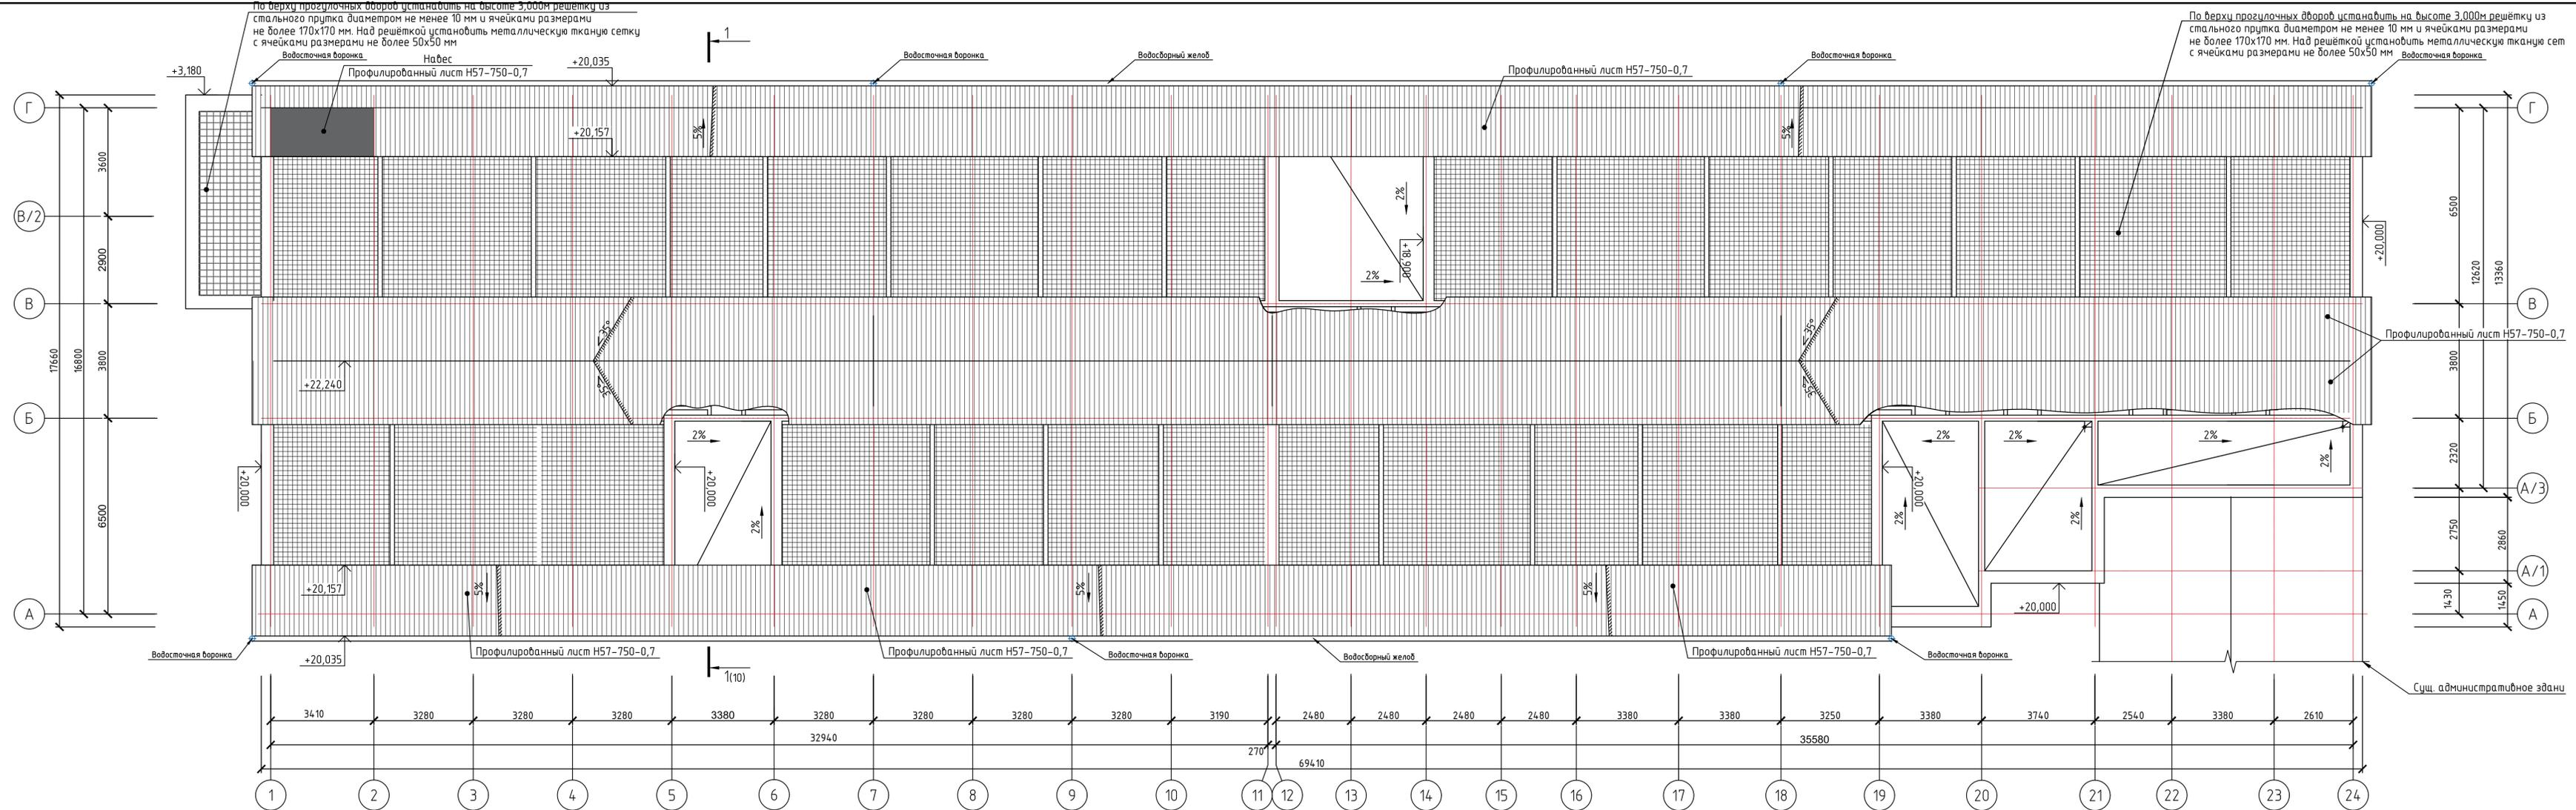 По верху прогулочных дворов установить на высоте 3,000м решётку из
стального прутка диаметром не менее 10 мм и ячейками размерами
не более 170х170 мм. Над решёткой установить металлическую тканую сетку
с ячейками размерами не более 50х50 мм
По верху прогулочных дворов установить на высоте 3,000м решётку из
стального прутка диаметром не менее 10 мм и ячейками размерами
не более 170х170 мм. Над решёткой установить металлическую тканую сет
с ячейками размерами не более 50х50 мм
1
Водосточная воронка
Водосточная воронка
Водосборный желоб
Водосточная воронка
Водосточная воронка
Навес
Профилированный лист Н57-750-0,7
Профилированный лист Н57-750-0,7
+3,180
+20,035
+20,157
5%
5%
Г
Г
В/2
В
В
Б
Б
А/3
А/1
А
А
3600
2900
3800
6500
16800
17660
6500
3800
2320
2750
1430
12620
13360
2860
1450
2%
2%
+18,900
+20,000
35°
35°
35°
35°
+22,240
Профилированный лист Н57-750-0,7
+20,000
2%
2%
+20,000
2%
2%
2%
2%
2%
2%
+20,000
+20,157
5%
5%
5%
+20,000
+20,035
Водосточная воронка
Профилированный лист Н57-750-0,7
1(10)
Профилированный лист Н57-750-0,7
Водосточная воронка
Водосборный желоб
Профилированный лист Н57-750-0,7
Водосточная воронка
Сущ. административное здани
3410 3280 3280 3280 3380 3280 3280 3280 3280 3190 2480 2480 2480 2480 3380 3380 3250 3380 3740 2540 3380 2610
32940 270 35580
69410
1 2 3 4 5 6 7 8 9 10 11 12 13 14 15 16 17 18 19 20 21 22 23 24